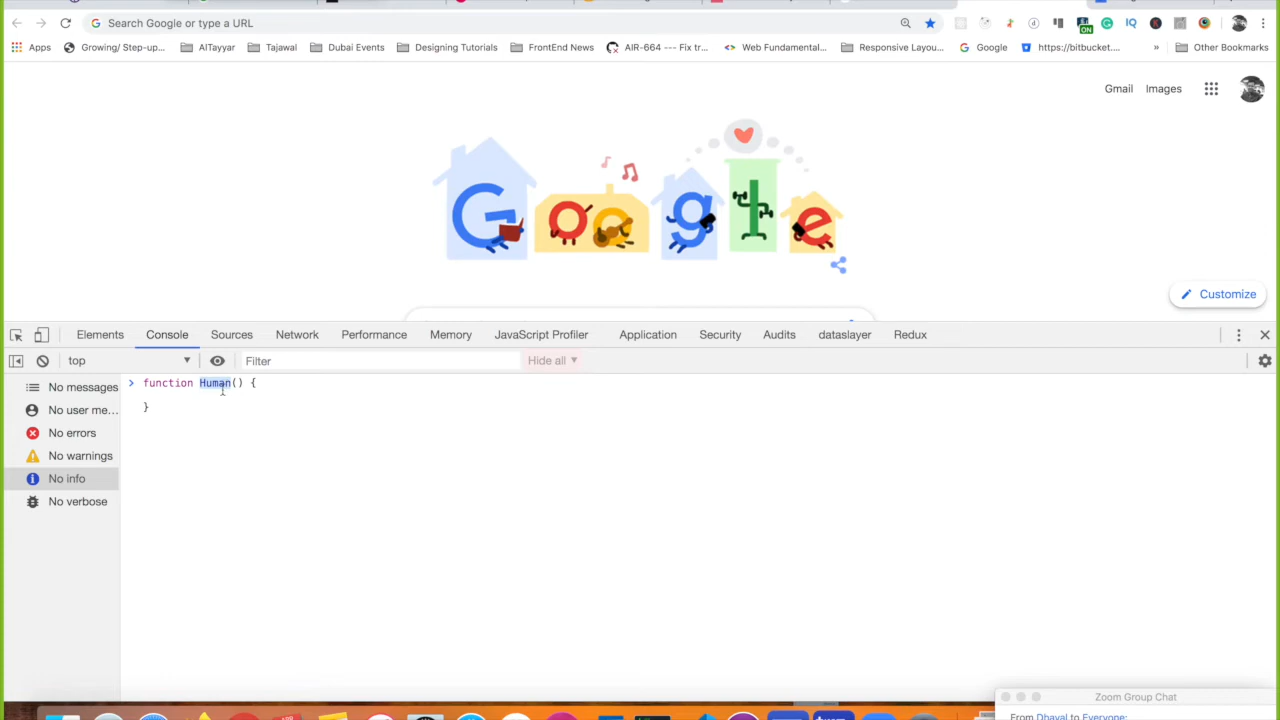 Search Google or type a URL
IQ
ON
Apps
Growing/ Step-up...
AlTayyar
Tajawal
Dubai Events
Designing Tutorials
FrontEnd News
AIR-664 --- Fix tr...
Web Fundamental...
Responsive Layou...
Google
https://bitbucket....
»
Other Bookmarks
Gmail
Images
Google
Customize
Elements
Console
Sources
Network
Performance
Memory
JavaScript Profiler
Application
Security
Audits
dataslayer
Redux
top
Filter
Hide all
No messages
No user me...
No errors
No warnings
No info
No verbose
> function Human() {
}
Zoom Group Chat
From Dhaval to Everyone: